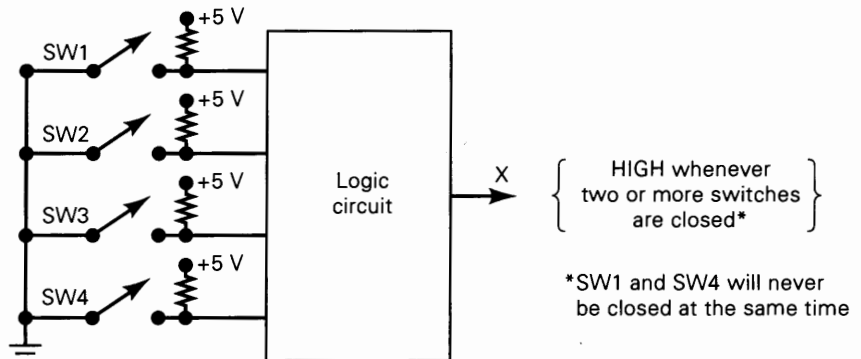 +5 V
SW1
+5 V
SW2
+5 V
SW3
+5 V
SW4
Logic
circuit
X
HIGH whenever
two or more switches
are closed*
*SW1 and SW4 will never
be closed at the same time